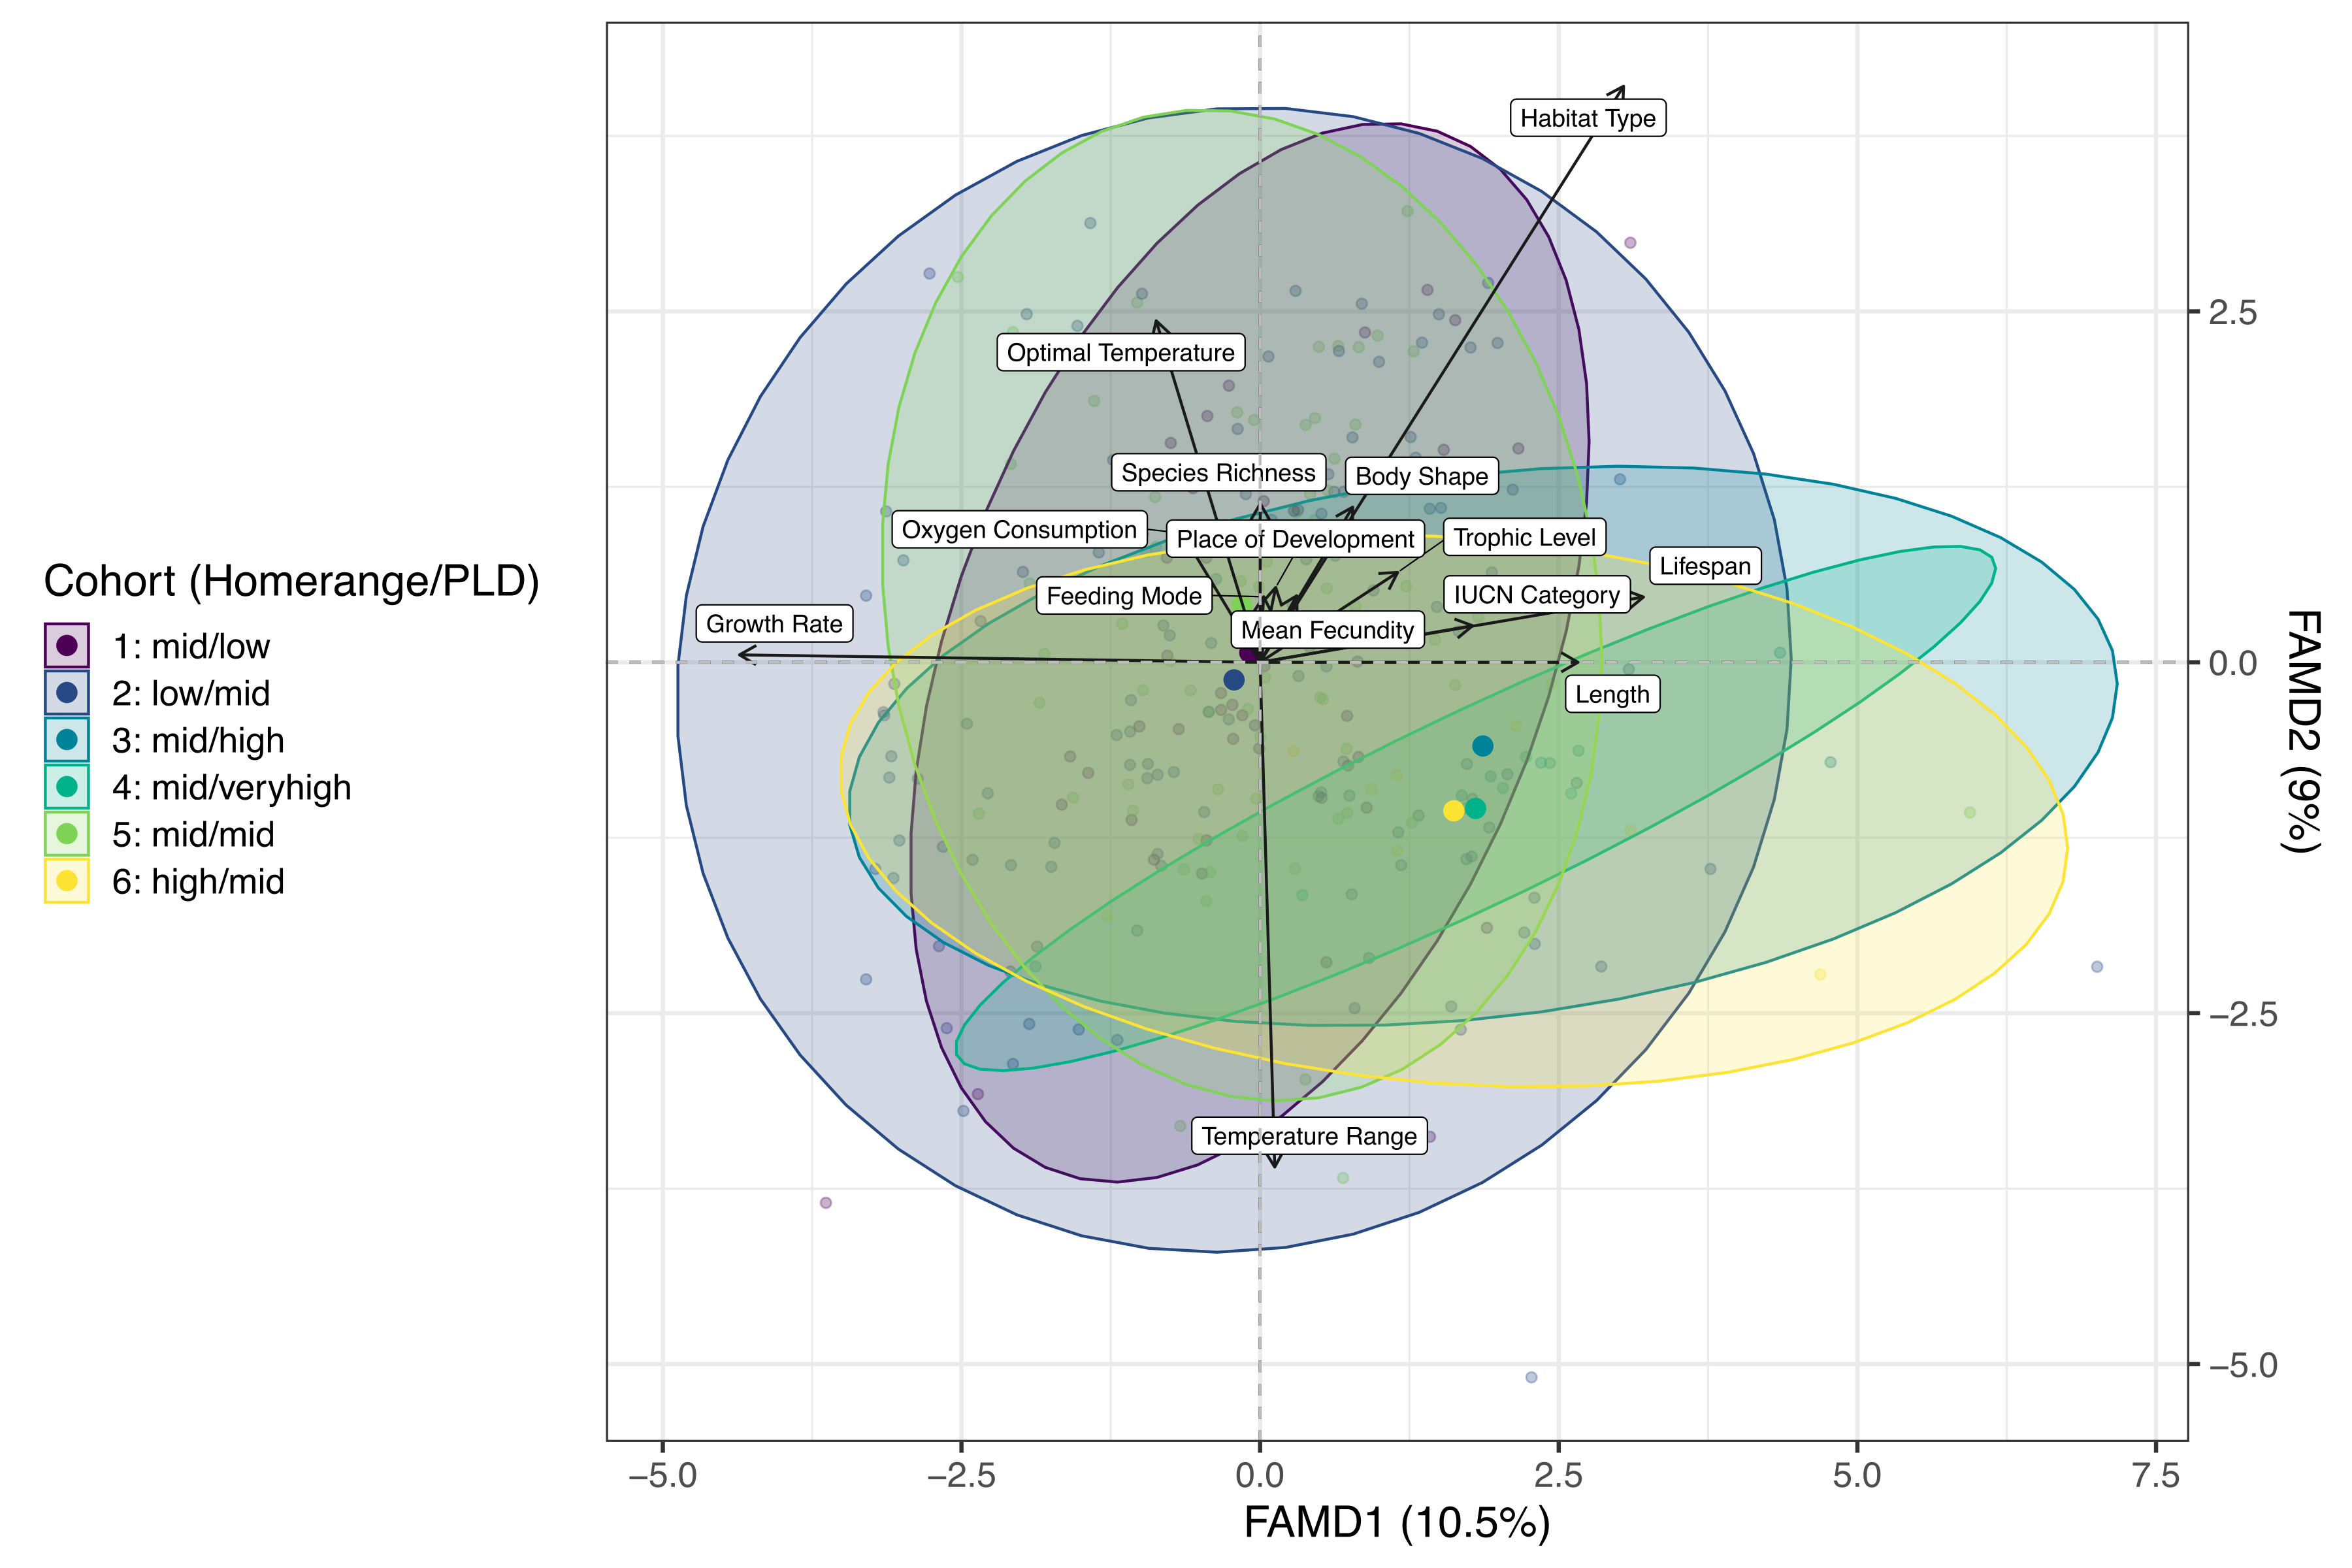 Cohort (Homerange/PLD)
1: mid/low
2: low/mid
3: mid/high
4: mid/veryhigh
5: mid/mid
6: high/mid
Habitat Type
Optimal Temperature
Species Richness
Body Shape
Oxygen Consumption
Place of Development
Trophic Level
Lifespan
Feeding Mode
IUCN Category
Growth Rate
Mean Fecundity
Length
Temperature Range
2.5
0.0
−2.5
−5.0
FAMD2 (9%)
−5.0
−2.5
0.0
2.5
5.0
7.5
FAMD1 (10.5%)